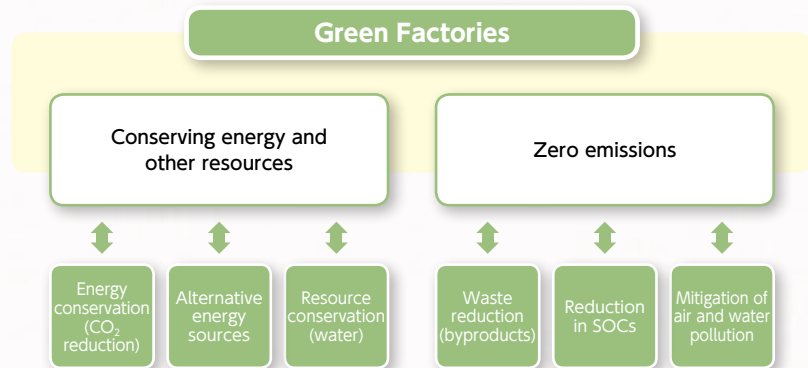 Green Factories
Conserving energy and
other resources
Zero emissions
Energy
conservation
(CO₂
reduction)
Alternative
energy
sources
Resource
conservation
(water)
Waste
reduction
(byproducts)
Reduction
in SOCs
Mitigation of
air and water
pollution